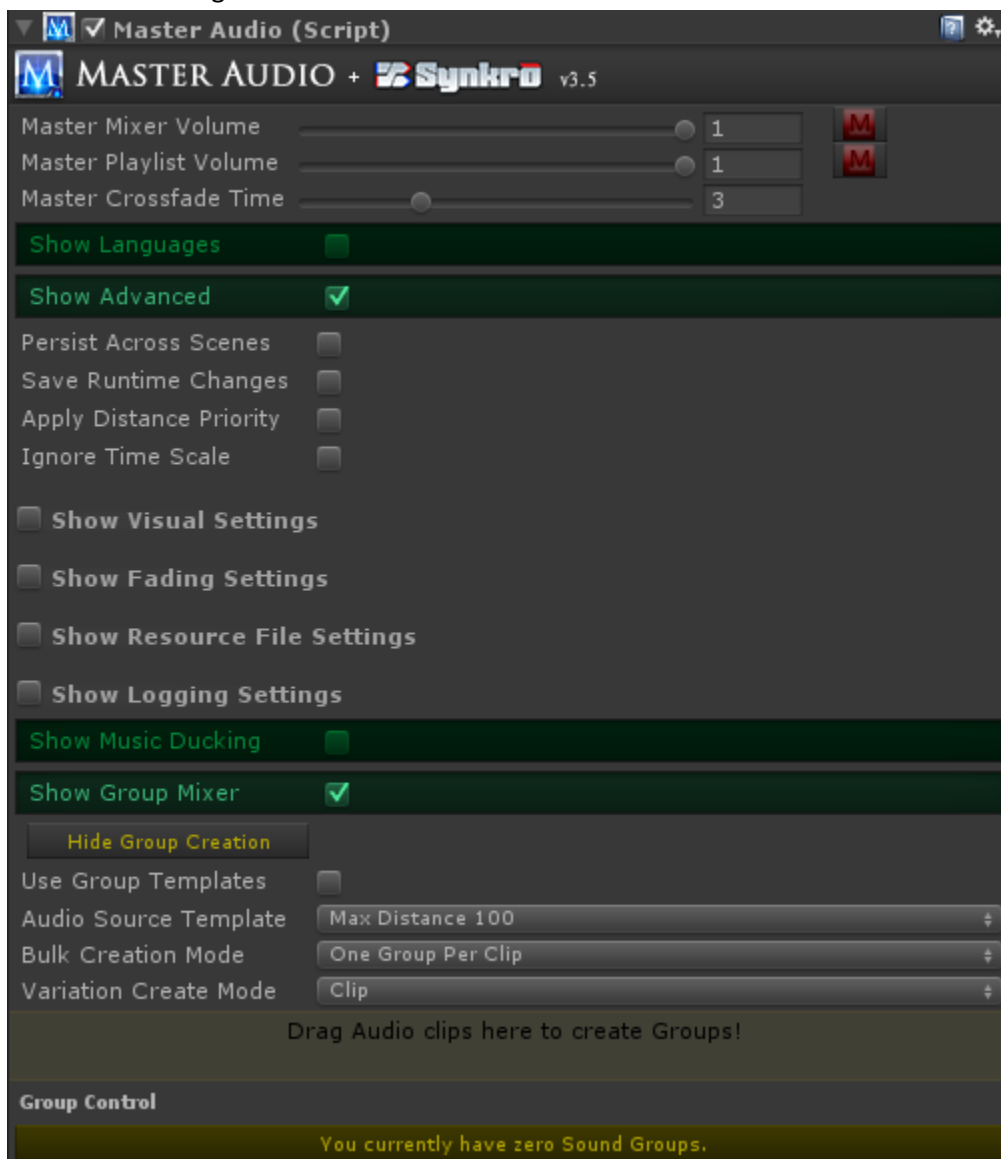 Master Audio (Script)
M MASTER AUDIO + Synkro v3.5
Master Mixer Volume 1 M
Master Playlist Volume 1 M
Master Crossfade Time 3
Show Languages
Show Advanced
Persist Across Scenes
Save Runtime Changes
Apply Distance Priority
Ignore Time Scale
Show Visual Settings
Show Fading Settings
Show Resource File Settings
Show Logging Settings
Show Music Ducking
Show Group Mixer
Hide Group Creation
Use Group Templates
Audio Source Template Max Distance 100
Bulk Creation Mode One Group Per Clip
Variation Create Mode Clip
Drag Audio clips here to create Groups!
Group Control
You currently have zero Sound Groups.